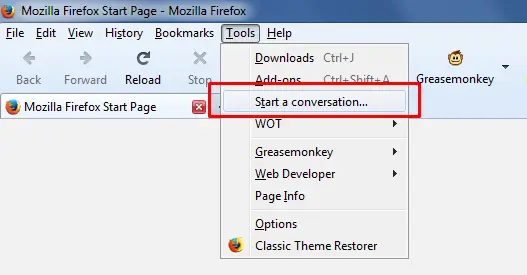 Mozilla Firefox Start Page - Mozilla Firefox
File Edit View History Bookmarks Tools Help
Back Forward Reload Stop Greasemonkey
Mozilla Firefox Start Page
Downloads Ctrl+J
Add-ons Ctrl+Shift+A
Start a conversation...
WOT
Greasemonkey
Web Developer
Page Info
Options
Classic Theme Restorer